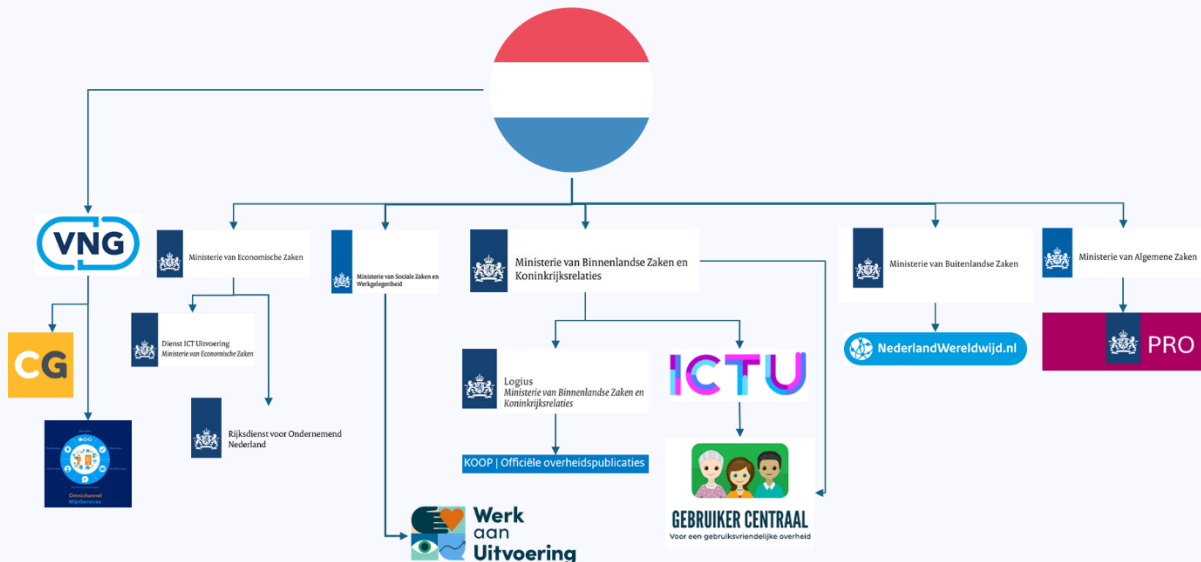 VNG
Ministerie van Economische Zaken
Ministerie van Sociale Zaken en
Werkgelegenheid
Ministerie van Binnenlandse Zaken en
Koninkrijksrelaties
Ministerie van Buitenlandse Zaken
Ministerie van Algemene Zaken
CG
Dienst ICT Uitvoering
Ministerie van Economische Zaken
Logius
Ministerie van Binnenlandse Zaken en
Koninkrijksrelaties
ICTU
NederlandWereldwijd.nl
PRO
Omnichannel
MijnServices
Rijksdienst voor Ondernemend
Nederland
KOOP | Officiële overheidspublicaties
GEBRUIKER CENTRAAL
Voor een gebruiksvriendelijke overheid
Werk
aan
Uitvoering